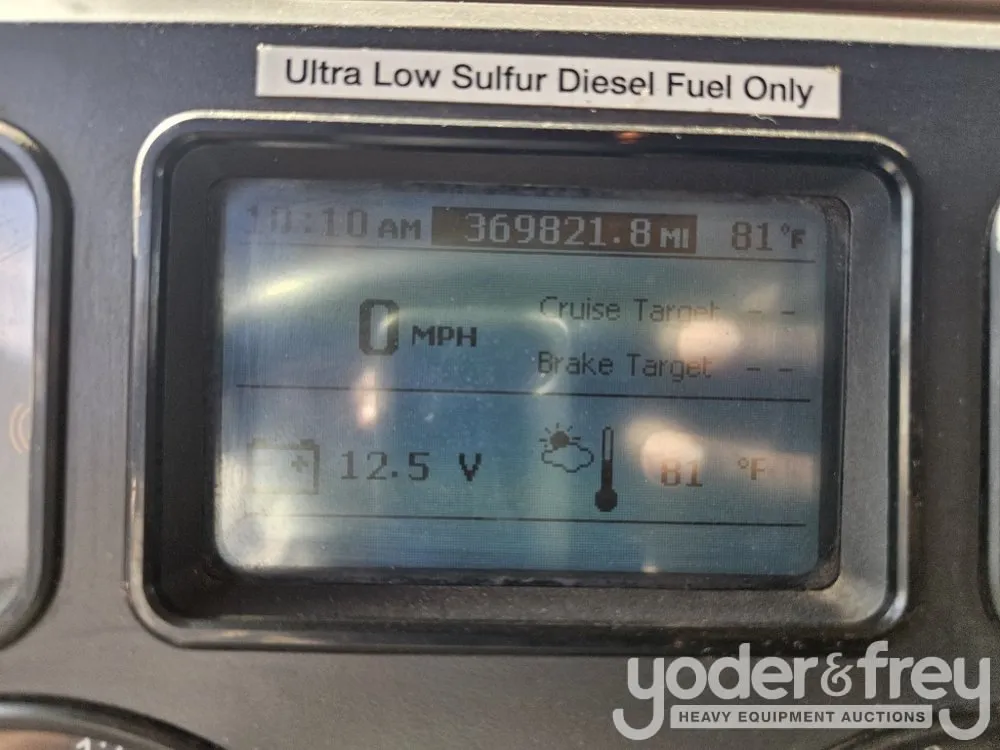 Ultra Low Sulfur Diesel Fuel Only
10:10 AM 369821.8 MI 81°F
0 MPH
Cruise Target - -
Brake Target - -
12.5 V 81 °F
yoder&frey
HEAVY EQUIPMENT AUCTIONS